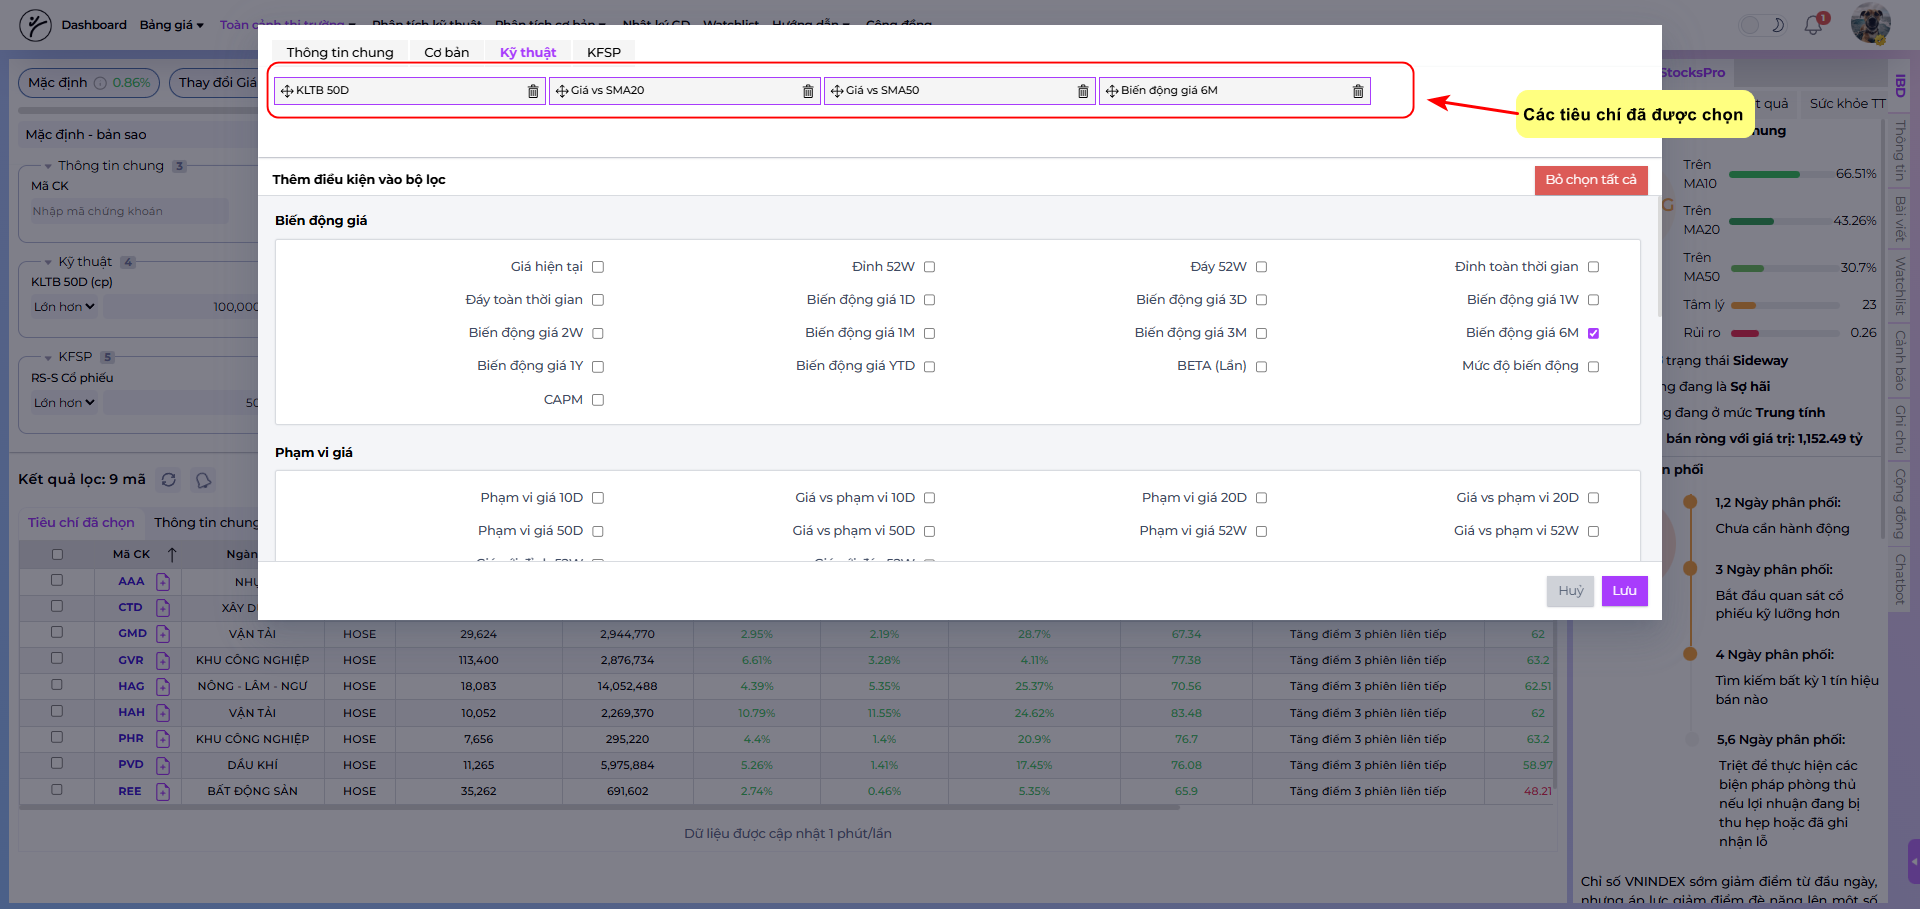 Dashboard Bảng giá Toàn cảnh thị trường Phân tích kỹ thuật Phân tích cơ bản Nhật ký GD Watchlist Hướng dẫn Cộng đồng 1
Thông tin chung Cơ bản Kỹ thuật KFSP
KLTB 50D Giá vs SMA20 Giá vs SMA50 Biến động giá 6M
Các tiêu chí đã được chọn
Thêm điều kiện vào bộ lọc
Bỏ chọn tất cả
Biến động giá
Giá hiện tại Đỉnh 52W Đáy 52W Đỉnh toàn thời gian
Đáy toàn thời gian Biến động giá 1D Biến động giá 3D Biến động giá 1W
Biến động giá 2W Biến động giá 1M Biến động giá 3M Biến động giá 6M
Biến động giá 1Y Biến động giá YTD BETA (Lần) Mức độ biến động
CAPM
Phạm vi giá
Phạm vi giá 10D Giá vs phạm vi 10D Phạm vi giá 20D Giá vs phạm vi 20D
Phạm vi giá 50D Giá vs phạm vi 50D Phạm vi giá 52W Giá vs phạm vi 52W
Huỷ Lưu
Mặc định 0.86% Thay đổi Giá
Mặc định - bản sao
Thông tin chung 3
Mã CK
Nhập mã chứng khoán
Kỹ thuật 4
KLTB 50D (cp)
Lớn hơn 100,000
KFSP 5
RS-S Cổ phiếu
Lớn hơn 50
Kết quả lọc: 9 mã
Tiêu chí đã chọn Thông tin chung
Mã CK Ngàn
AAA NHỰ
CTD XÂY D
GMD VẬN TẢI HOSE 29,624 2,944,770 2.95% 2.19% 28.7% 67.34 Tăng điểm 3 phiên liên tiếp 62
GVR KHU CÔNG NGHIỆP HOSE 113,400 2,876,734 6.61% 3.28% 4.11% 77.38 Tăng điểm 3 phiên liên tiếp 63.2
HAG NÔNG - LÂM - NGƯ HOSE 18,083 14,052,488 4.39% 5.35% 25.37% 70.56 Tăng điểm 3 phiên liên tiếp 62.51
HAH VẬN TẢI HOSE 10,052 2,269,370 10.79% 11.55% 24.62% 83.48 Tăng điểm 3 phiên liên tiếp 62
PHR KHU CÔNG NGHIỆP HOSE 7,656 295,220 4.4% 1.4% 20.9% 76.7 Tăng điểm 3 phiên liên tiếp 63.2
PVD DẦU KHÍ HOSE 11,265 5,975,884 5.26% 1.41% 17.45% 76.08 Tăng điểm 3 phiên liên tiếp 58.97
REE BẤT ĐỘNG SẢN HOSE 35,262 691,602 2.74% 0.46% 5.35% 65.9 Tăng điểm 3 phiên liên tiếp 48.21
Dữ liệu được cập nhật 1 phút/lần
StocksPro
t quả Sức khỏe TT
hung
Trên MA10 66.51%
Trên MA20 43.26%
Trên MA50 30.7%
Tâm lý 23
Rủi ro 0.26
trạng thái Sideway
g đang là Sợ hãi
g đang ở mức Trung tính
bán ròng với giá trị: 1,152.49 tỷ
n phối
1,2 Ngày phân phối:
Chưa cần hành động
3 Ngày phân phối:
Bắt đầu quan sát cổ
phiếu kỹ lưỡng hơn
4 Ngày phân phối:
Tìm kiếm bất kỳ 1 tín hiệu
bán nào
5,6 Ngày phân phối:
Triệt để thực hiện các
biện pháp phòng thủ
nếu lợi nhuận đang bị
thu hẹp hoặc đã ghi
nhận lỗ
Chỉ số VNINDEX sớm giảm điểm từ đầu ngày,
nhưng áp lực giảm điểm đè nặng lên một số
IBD
Thông tin
Bài viết
Watchlist
Cảnh báo
Ghi chú
Cộng đồng
Chatbot